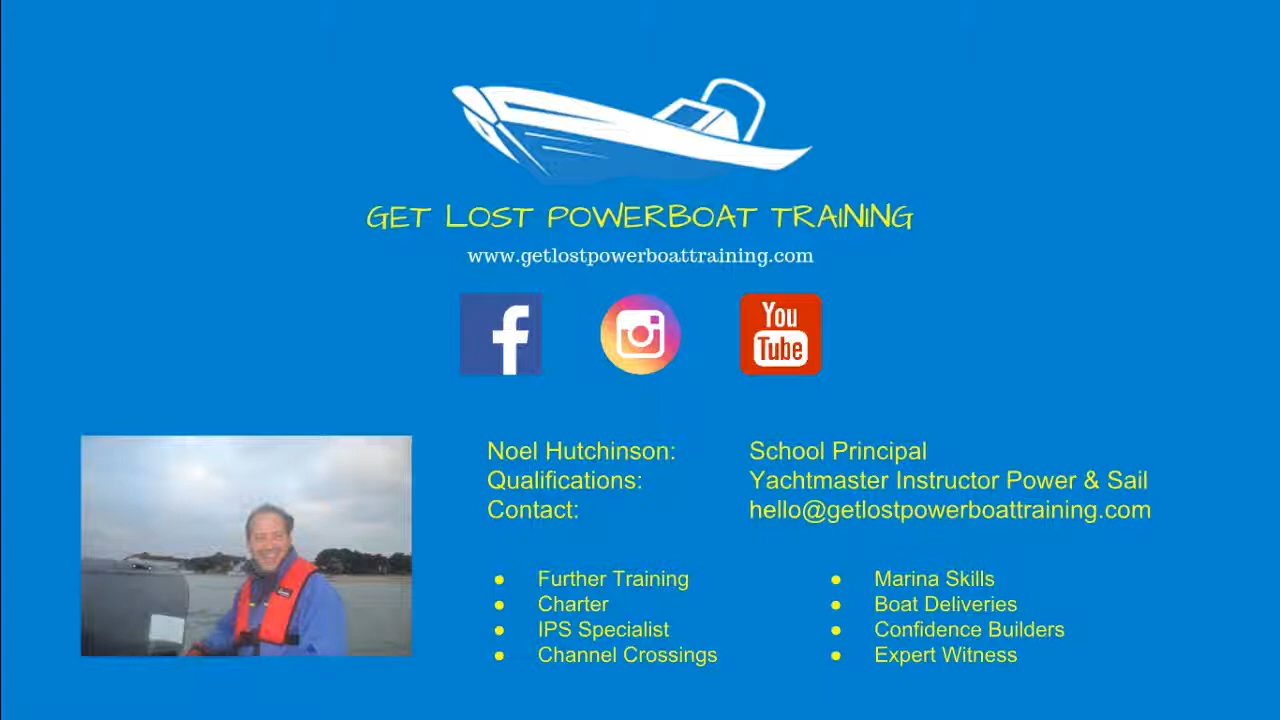 GET LOST POWERBOAT TRAINING
www.getlostpowerboattraining.com
You
Tube
Noel Hutchinson: School Principal
Qualifications: Yachtmaster Instructor Power & Sail
Contact: hello@getlostpowerboattraining.com
● Further Training ● Marina Skills
● Charter ● Boat Deliveries
● IPS Specialist ● Confidence Builders
● Channel Crossings ● Expert Witness